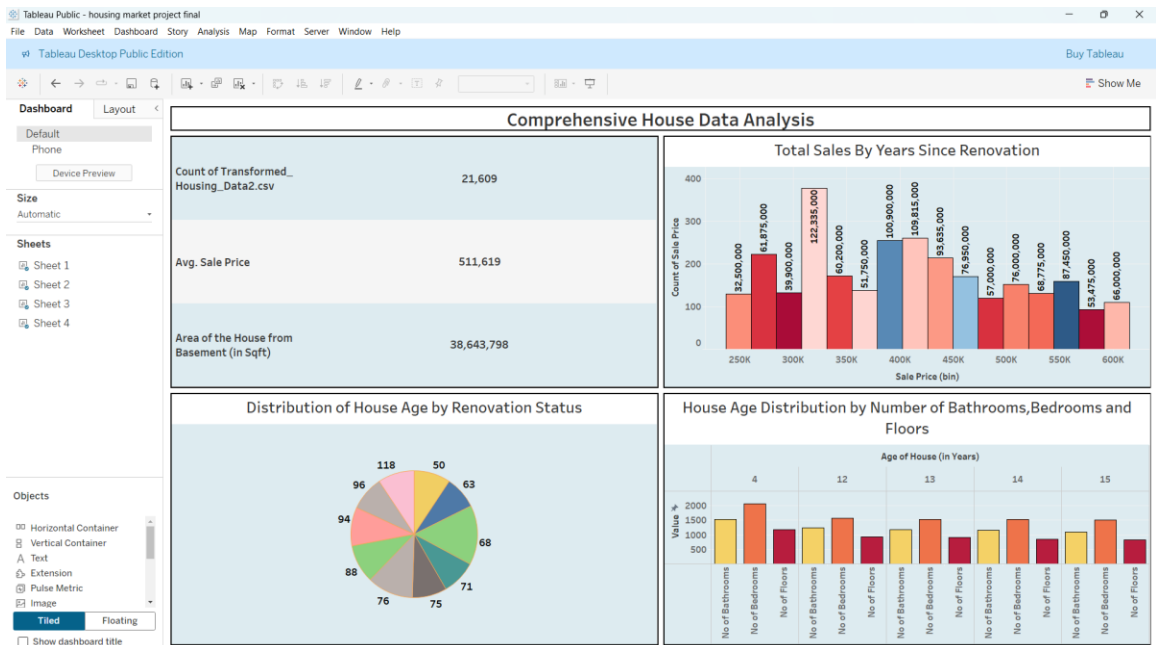 Tableau Public - housing market project final
File Data Worksheet Dashboard Story Analysis Map Format Server Window Help
Tableau Desktop Public Edition
Buy Tableau
Show Me
Dashboard
Layout
Default
Phone
Device Preview
Size
Automatic
Sheets
Sheet 1
Sheet 2
Sheet 3
Sheet 4
Objects
Horizontal Container
Vertical Container
Text
Extension
Pulse Metric
Image
Tiled
Floating
Show dashboard title
Comprehensive House Data Analysis
Count of Transformed_
Housing_Data2.csv
21,609
Avg. Sale Price
511,619
Area of the House from
Basement (in Sqft)
38,643,798
Total Sales By Years Since Renovation
Count of Sale Price
400
300
200
100
0
32,500,000
61,875,000
39,900,000
122,335,000
60,200,000
51,750,000
100,900,000
109,815,000
93,635,000
76,950,000
57,000,000
76,000,000
68,775,000
87,450,000
53,475,000
66,000,000
250K 300K 350K 400K 450K 500K 550K 600K
Sale Price (bin)
Distribution of House Age by Renovation Status
118
50
96
63
94
68
88
71
76
75
House Age Distribution by Number of Bathrooms,Bedrooms and
Floors
Age of House (in Years)
4 12 13 14 15
Value
2000
1500
1000
500
No of Bathrooms
No of Bedrooms
No of Floors
No of Bathrooms
No of Bedrooms
No of Floors
No of Bathrooms
No of Bedrooms
No of Floors
No of Bathrooms
No of Bedrooms
No of Floors
No of Bathrooms
No of Bedrooms
No of Floors